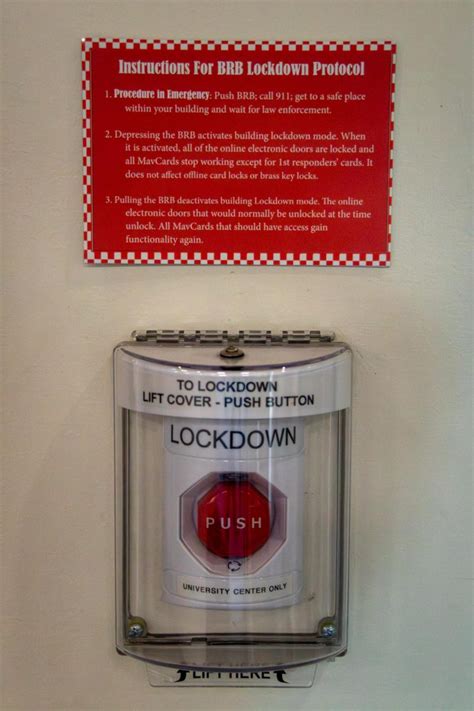 Instructions For BRB Lockdown Protocol
1. Procedure in Emergency: Push BRB; call 911; get to a safe place
within your building and wait for law enforcement.
2. Depressing the BRB activates building lockdown mode. When
it is activated, all of the online electronic doors are locked and
all MavCards stop working except for 1st responders' cards. It
does not affect offline card locks or brass key locks.
3. Pulling the BRB deactivates building Lockdown mode. The online
electronic doors that would normally be unlocked at the time
unlock. All MavCards that should have access gain
functionality again.
TO LOCKDOWN
LIFT COVER - PUSH BUTTON
LOCKDOWN
PUSH
UNIVERSITY CENTER ONLY
LIFT HERE